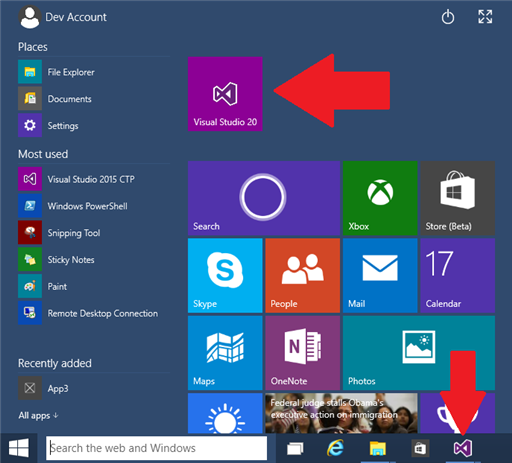 Dev Account
Places
File Explorer
Documents
Settings
Most used
Visual Studio 2015 CTP
Windows PowerShell
Snipping Tool
Sticky Notes
Paint
Remote Desktop Connection
Recently added
App3
All apps
Visual Studio 20
Search
Xbox
Store (Beta)
Skype
People
Mail
17
Calendar
Maps
OneNote
Photos
Federal judge stalls Obama's
executive action on immigration
Search the web and Windows